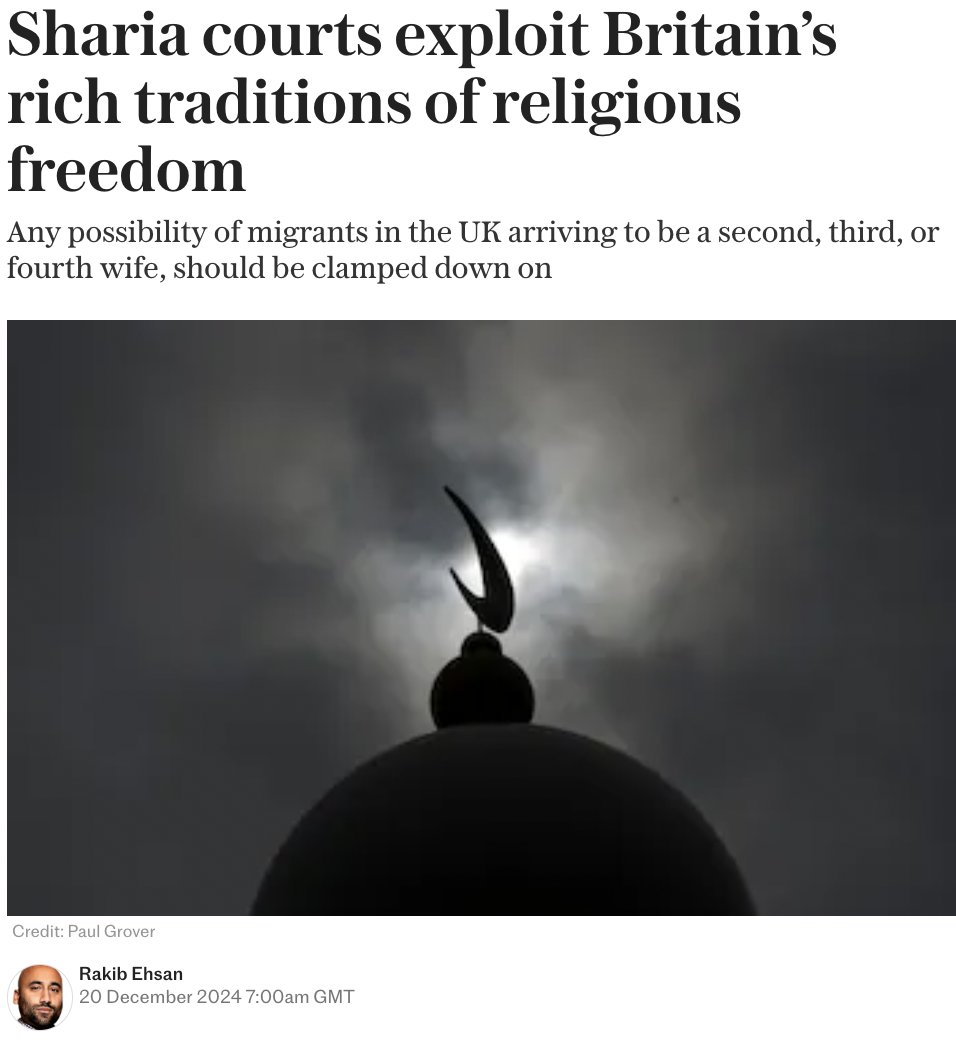 Sharia courts exploit Britain’s
rich traditions of religious
freedom
Any possibility of migrants in the UK arriving to be a second, third, or
fourth wife, should be clamped down on
Credit: Paul Grover
Rakib Ehsan
20 December 2024 7:00am GMT